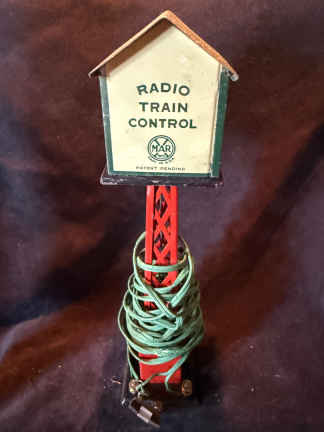 RADIO
TRAIN
CONTROL
MAR
PATENT PENDING